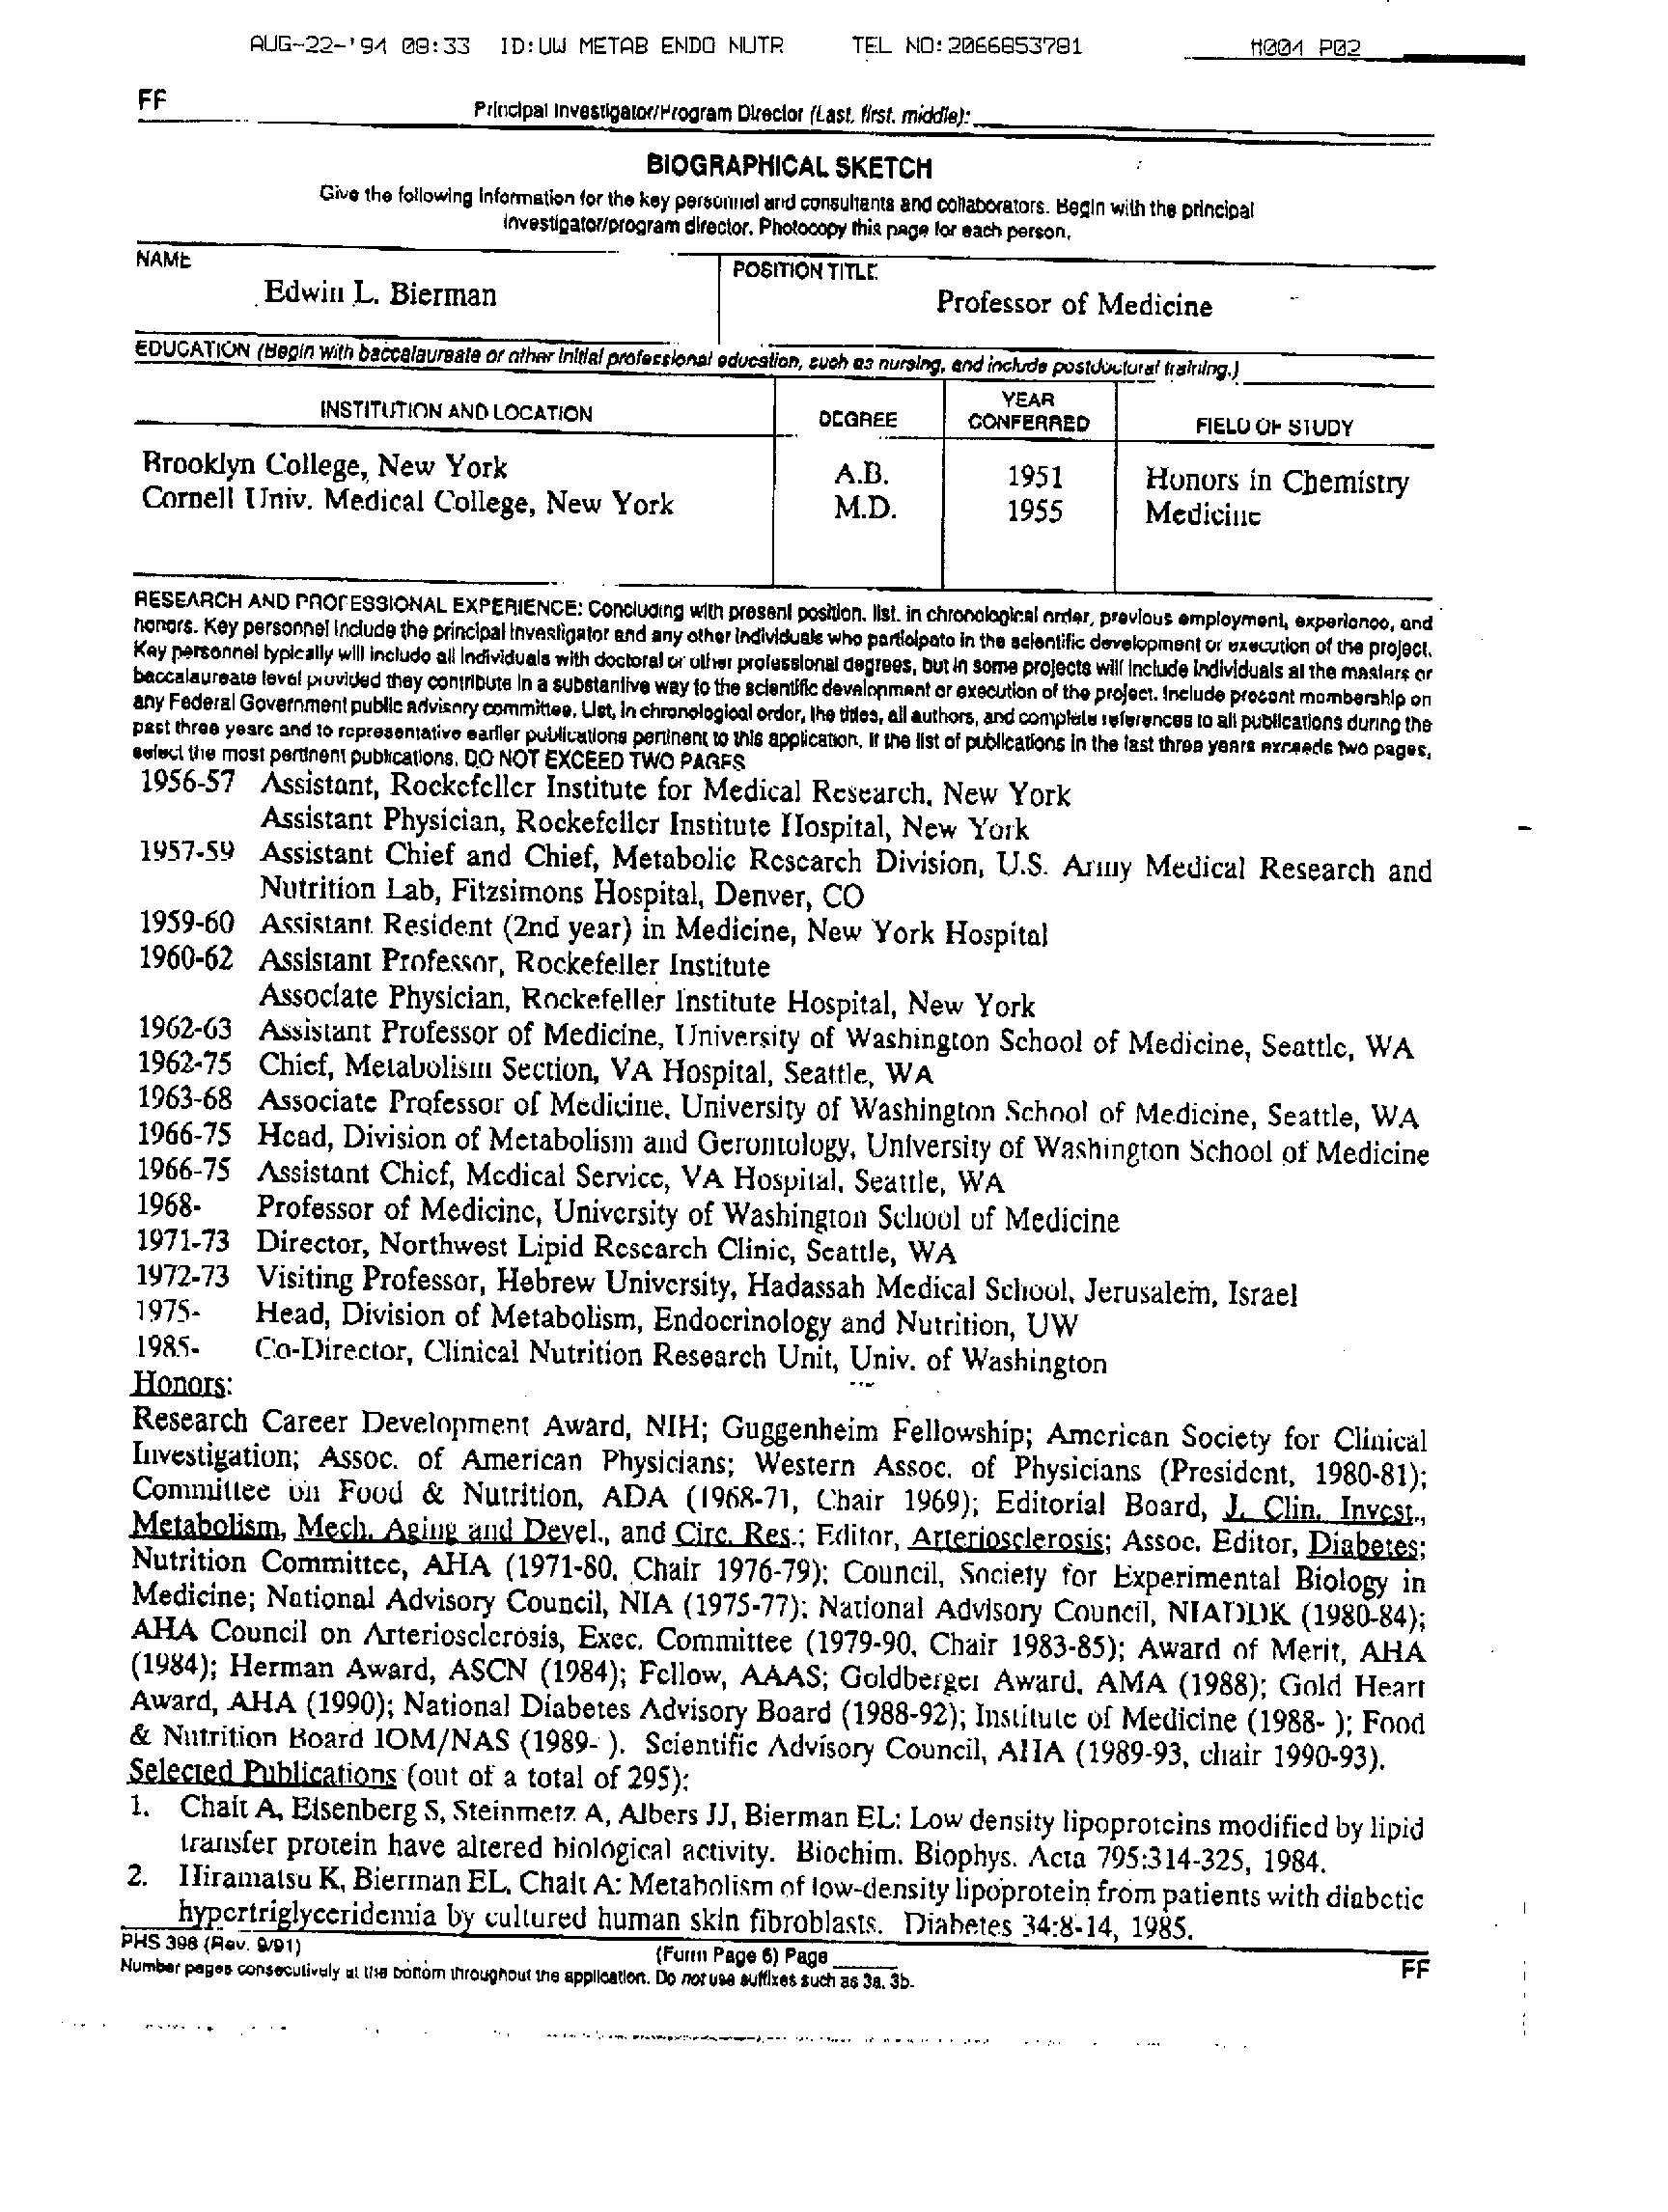 AUG-22-'94 08:33 ID:UW METAB ENDO NUTR TEL NO:2066853781 #004 P02
FF
Principal Investigator/Program Director (Last, first, middle):
BIOGRAPHICAL SKETCH
Give the following information for the key personnel and consultants and collaborators. Begin with the principal
investigator/program director. Photocopy this page for each person.
NAME
POSITION TITLE
Edwin L. Bierman
Professor of Medicine
EDUCATION (Begin with baccalaureate or other initial professional education, such as nursing, and include postdoctoral training.)
INSTITUTION AND LOCATION DEGREE YEAR CONFERRED FIELD OF STUDY
Brooklyn College, New York A.B. 1951 Honors in Chemistry
Cornell Univ. Medical College, New York M.D. 1955 Medicine
RESEARCH AND PROFESSIONAL EXPERIENCE: Concluding with present position, list, in chronological order, previous employment, experience, and
honors. Key personnel include the principal investigator and any other individuals who participate in the scientific development or execution of the project.
Key personnel typically will include all individuals with doctoral or other professional degrees, but in some projects will include individuals at the masters or
baccalaureate level provided they contribute in a substantive way to the scientific development or execution of the project. Include present membership on
any Federal Government public advisory committee. List, in chronological order, the titles, all authors, and complete references to all publications during the
past three years and to representative earlier publications pertinent to this application. If the list of publications in the last three years exceeds two pages,
select the most pertinent publications. DO NOT EXCEED TWO PAGES
1956-57 Assistant, Rockefeller Institute for Medical Research, New York
Assistant Physician, Rockefeller Institute Hospital, New York
1957-59 Assistant Chief and Chief, Metabolic Research Division, U.S. Army Medical Research and
Nutrition Lab, Fitzsimons Hospital, Denver, CO
1959-60 Assistant Resident (2nd year) in Medicine, New York Hospital
1960-62 Assistant Professor, Rockefeller Institute
Associate Physician, Rockefeller Institute Hospital, New York
1962-63 Assistant Professor of Medicine, University of Washington School of Medicine, Seattle, WA
1962-75 Chief, Metabolism Section, VA Hospital, Seattle, WA
1963-68 Associate Professor of Medicine, University of Washington School of Medicine, Seattle, WA
1966-75 Head, Division of Metabolism and Gerontology, University of Washington School of Medicine
1966-75 Assistant Chief, Medical Service, VA Hospital, Seattle, WA
1968- Professor of Medicine, University of Washington School of Medicine
1971-73 Director, Northwest Lipid Research Clinic, Seattle, WA
1972-73 Visiting Professor, Hebrew University, Hadassah Medical School, Jerusalem, Israel
1975- Head, Division of Metabolism, Endocrinology and Nutrition, UW
1985- Co-Director, Clinical Nutrition Research Unit, Univ. of Washington
Honors:
Research Career Development Award, NIH; Guggenheim Fellowship; American Society for Clinical
Investigation; Assoc. of American Physicians; Western Assoc. of Physicians (President, 1980-81);
Committee on Food & Nutrition, ADA (1968-71, Chair 1969); Editorial Board, J. Clin. Invest.,
Metabolism, Mech. Aging and Devel., and Circ. Res.; Editor, Arteriosclerosis; Assoc. Editor, Diabetes;
Nutrition Committee, AHA (1971-80, Chair 1976-79); Council, Society for Experimental Biology in
Medicine; National Advisory Council, NIA (1975-77); National Advisory Council, NIADDK (1980-84);
AHA Council on Arteriosclerosis, Exec. Committee (1979-90, Chair 1983-85); Award of Merit, AHA
(1984); Herman Award, ASCN (1984); Fellow, AAAS; Goldberger Award, AMA (1988); Gold Heart
Award, AHA (1990); National Diabetes Advisory Board (1988-92); Institute of Medicine (1988- ); Food
& Nutrition Board IOM/NAS (1989- ). Scientific Advisory Council, AHA (1989-93, chair 1990-93).
Selected Publications (out of a total of 295):
1. Chait A, Eisenberg S, Steinmetz A, Albers JJ, Bierman EL: Low density lipoproteins modified by lipid
transfer protein have altered biological activity. Biochim. Biophys. Acta 795:314-325, 1984.
2. Hiramatsu K, Bierman EL, Chait A: Metabolism of low-density lipoprotein from patients with diabetic
hypertriglyceridemia by cultured human skin fibroblasts. Diabetes 34:8-14, 1985.
PHS 398 (Rev. 9/91) (Form Page 6) Page FF
Number pages consecutively at the bottom throughout the application. Do not use suffixes such as 3a, 3b.